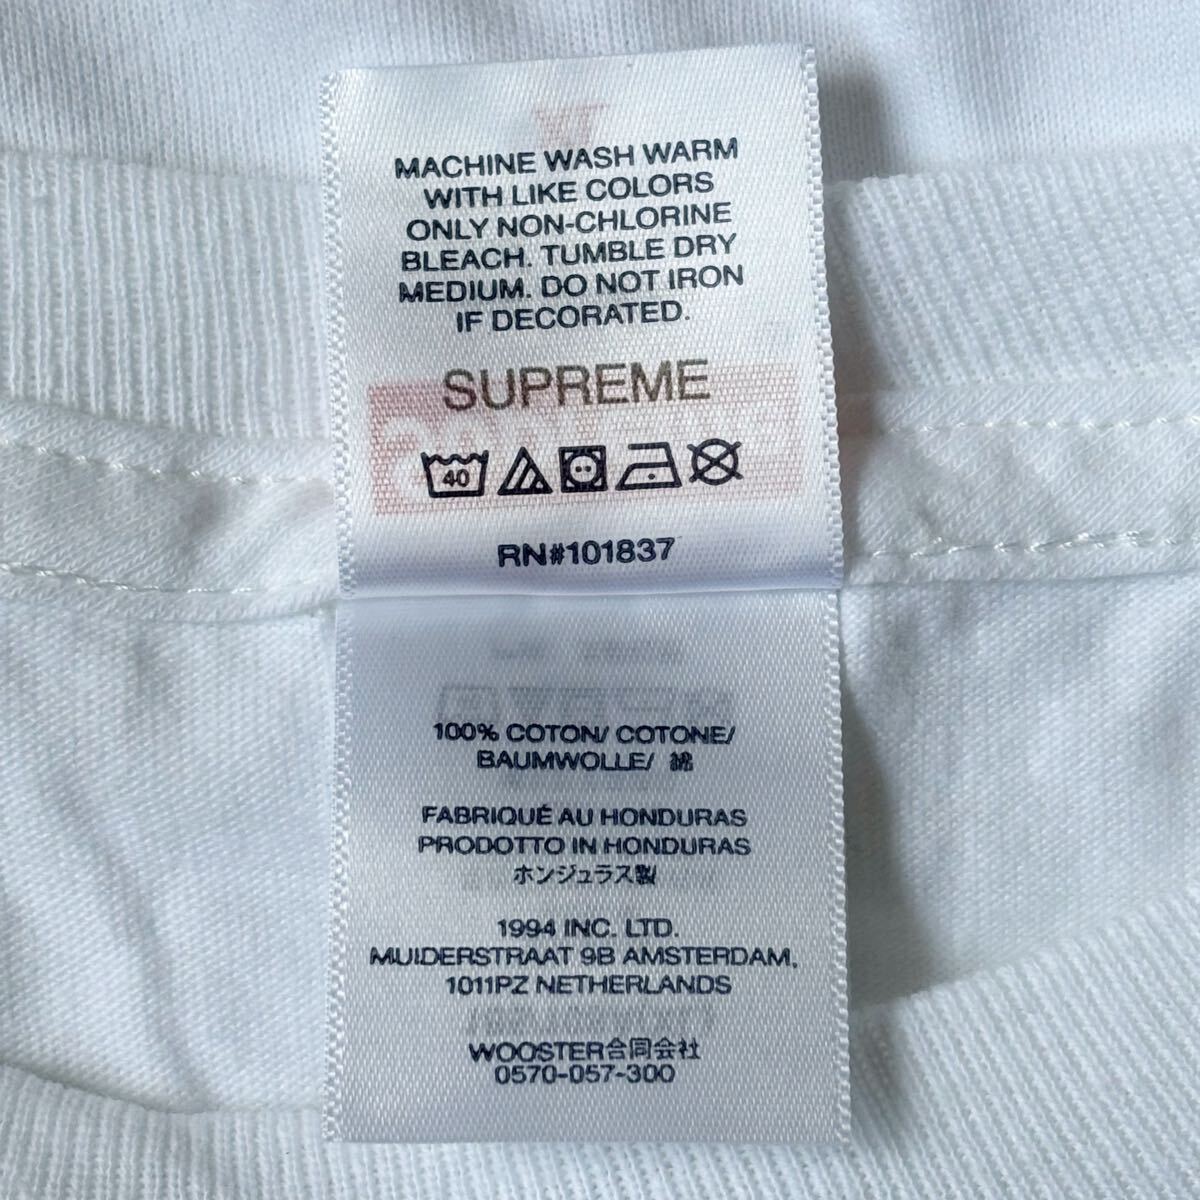 MACHINE WASH WARM
WITH LIKE COLORS
ONLY NON-CHLORINE
BLEACH. TUMBLE DRY
MEDIUM. DO NOT IRON
IF DECORATED.
SUPREME
40
RN#101837
100% COTON/ COTONE/
BAUMWOLLE/ 綿
FABRIQUÉ AU HONDURAS
PRODOTTO IN HONDURAS
ホンジュラス製
1994 INC. LTD.
MUIDERSTRAAT 9B AMSTERDAM,
1011PZ NETHERLANDS
WOOSTER合同会社
0570-057-300